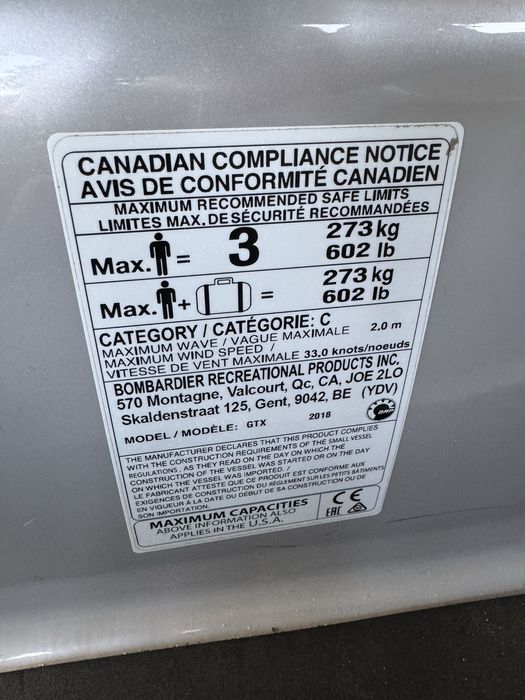 CANADIAN COMPLIANCE NOTICE
AVIS DE CONFORMITÉ CANADIEN
MAXIMUM RECOMMENDED SAFE LIMITS
LIMITES MAX. DE SÉCURITÉ RECOMMANDÉES
Max. = 3 273 kg
602 lb
Max. + = 273 kg
602 lb
CATEGORY / CATÉGORIE: C
MAXIMUM WAVE / VAGUE MAXIMALE 2.0 m
MAXIMUM WIND SPEED /
VITESSE DE VENT MAXIMALE 33.0 knots/noeuds
BOMBARDIER RECREATIONAL PRODUCTS INC.
570 Montagne, Valcourt, Qc, CA, JOE 2LO
Skaldenstraat 125, Gent, 9042, BE (YDV)
BRP
MODEL / MODÈLE: GTX 2018
THE MANUFACTURER DECLARES THAT THIS PRODUCT COMPLIES
WITH THE CONSTRUCTION REQUIREMENTS OF THE SMALL VESSEL
REGULATIONS, AS THEY READ ON THE DAY ON WHICH THE
CONSTRUCTION OF THE VESSEL WAS STARTED OR ON THE DAY
ON WHICH THE VESSEL WAS IMPORTED. /
LE FABRICANT ATTESTE QUE CE PRODUIT EST CONFORME AUX
EXIGENCES DE CONSTRUCTION DU RÈGLEMENT SUR LES PETITS BÂTIMENTS
EN VIGUEUR À LA DATE DU DÉBUT DE SA CONSTRUCTION OU DE
SON IMPORTATION.
MAXIMUM CAPACITIES
ABOVE INFORMATION ALSO
APPLIES IN THE U.S.A.
CE
EAC